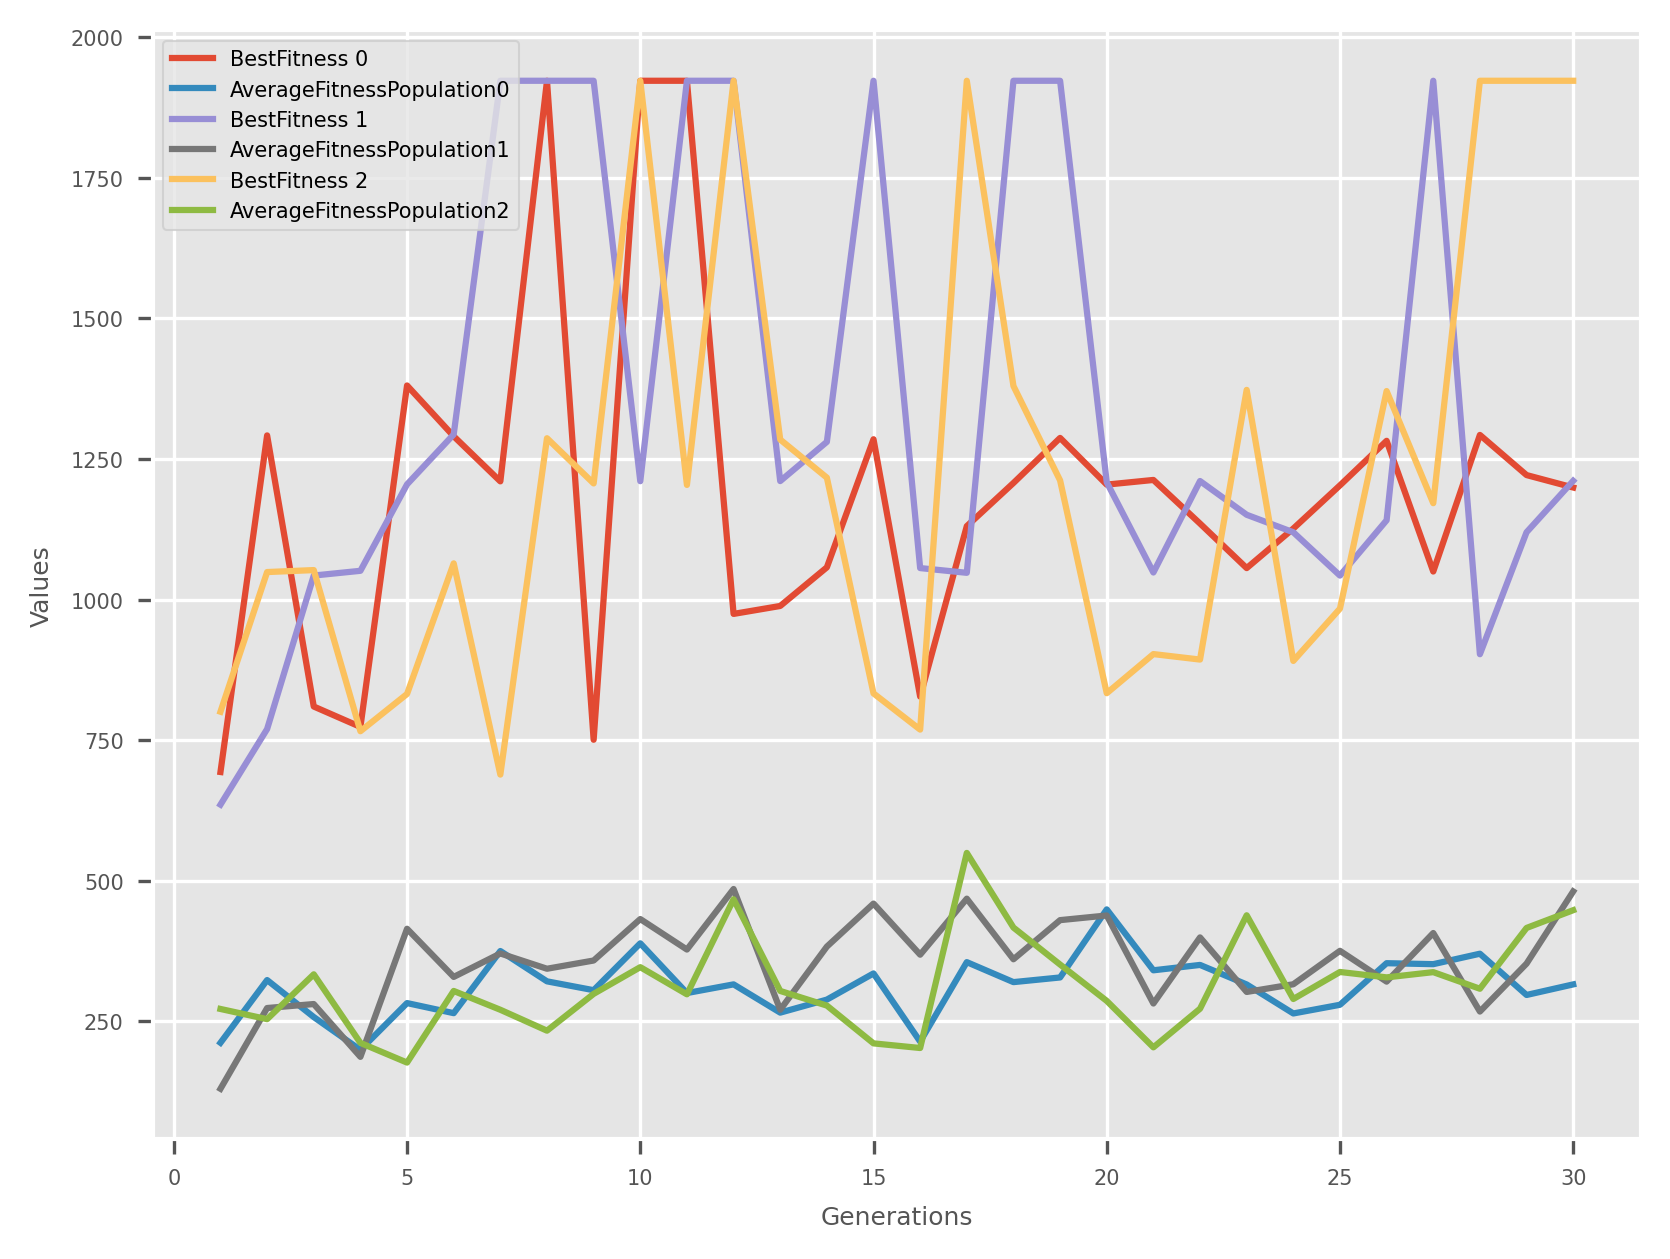 2000
1750
1500
1250
1000
750
500
250
Values
BestFitness 0
AverageFitnessPopulation0
BestFitness 1
AverageFitnessPopulation1
BestFitness 2
AverageFitnessPopulation2
0 5 10 15 20 25 30
Generations